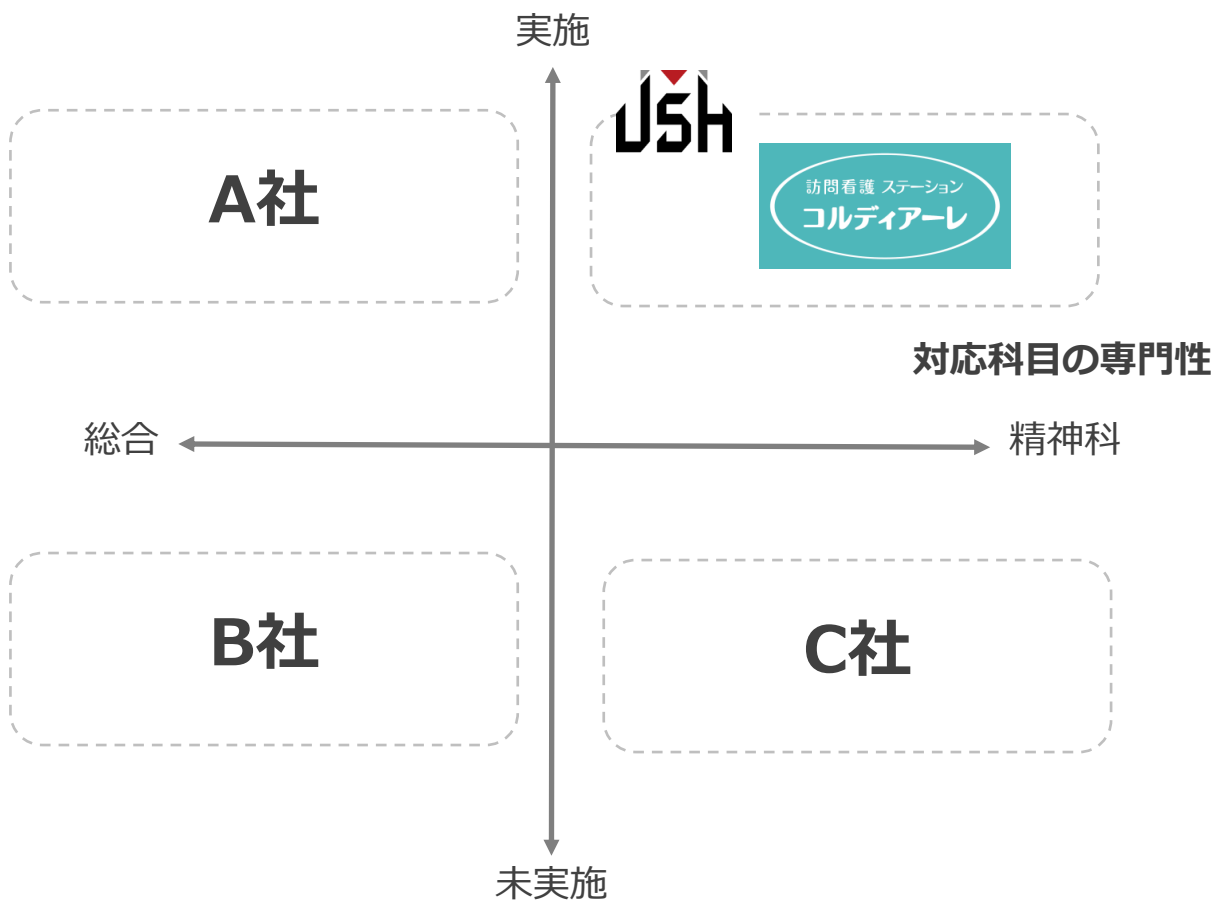 実施
JSH
A社
訪問看護 ステーション
コルディアーレ
対応科目の専門性
総合
精神科
B社
C社
未実施